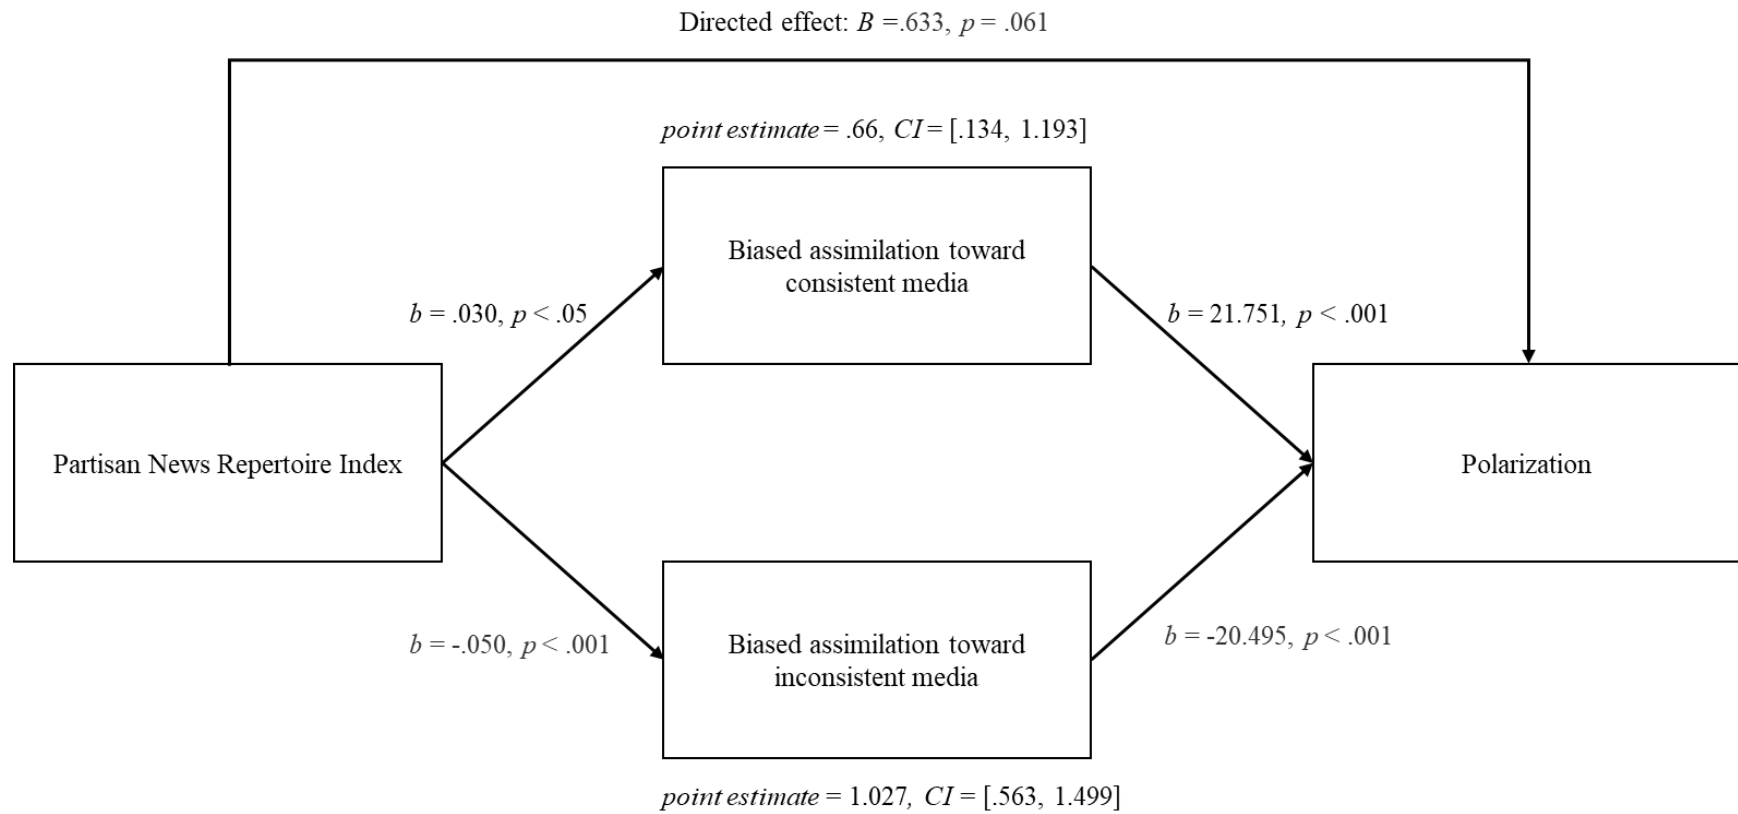 Directed effect: B =.633, p = .061
point estimate = .66, CI = [.134, 1.193]
Biased assimilation toward
consistent media
b = .030, p < .05
b = 21.751, p < .001
Partisan News Repertoire Index
Polarization
b = -.050, p < .001
Biased assimilation toward
inconsistent media
b = -20.495, p < .001
point estimate = 1.027, CI = [.563, 1.499]